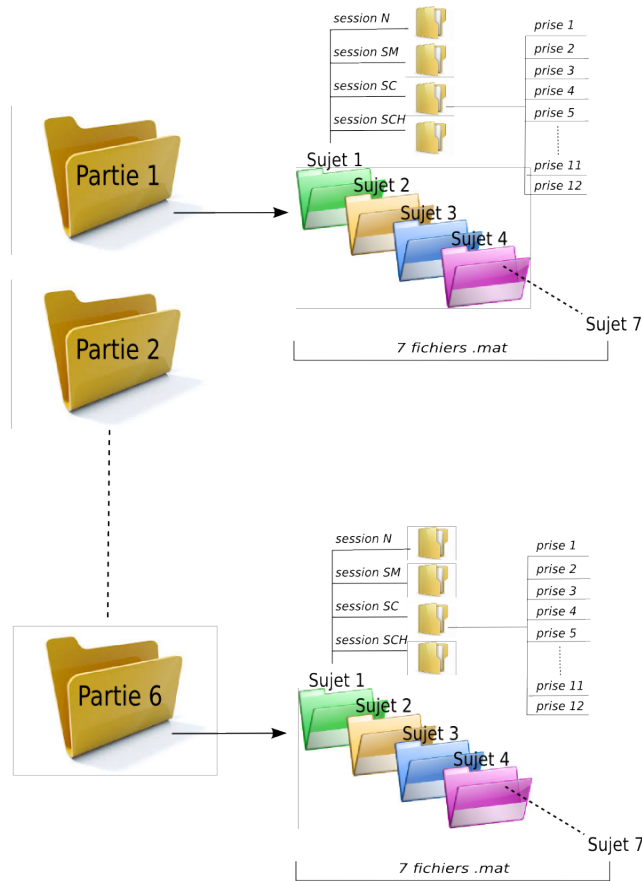 session N
session SM
session SC
session SCH
prise 1
prise 2
prise 3
prise 4
prise 5
prise 11
prise 12
Partie 1
Sujet 1
Sujet 2
Sujet 3
Sujet 4
Sujet 7
7 fichiers .mat
Partie 2
session N
session SM
session SC
session SCH
prise 1
prise 2
prise 3
prise 4
prise 5
prise 11
prise 12
Partie 6
Sujet 1
Sujet 2
Sujet 3
Sujet 4
Sujet 7
7 fichiers .mat